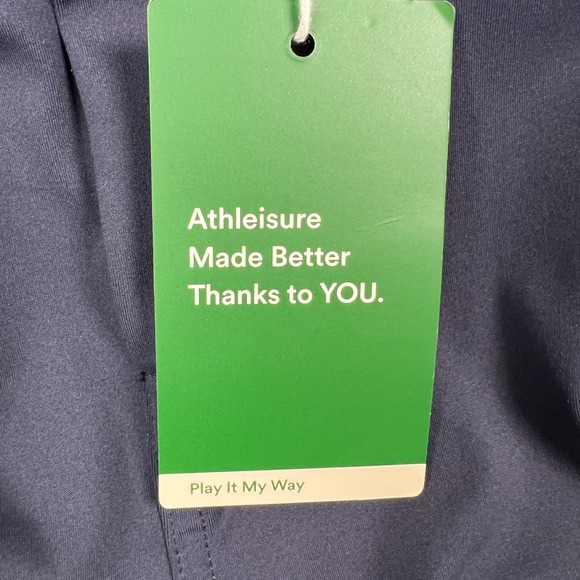 Athleisure
Made Better
Thanks to YOU.
Play It My Way